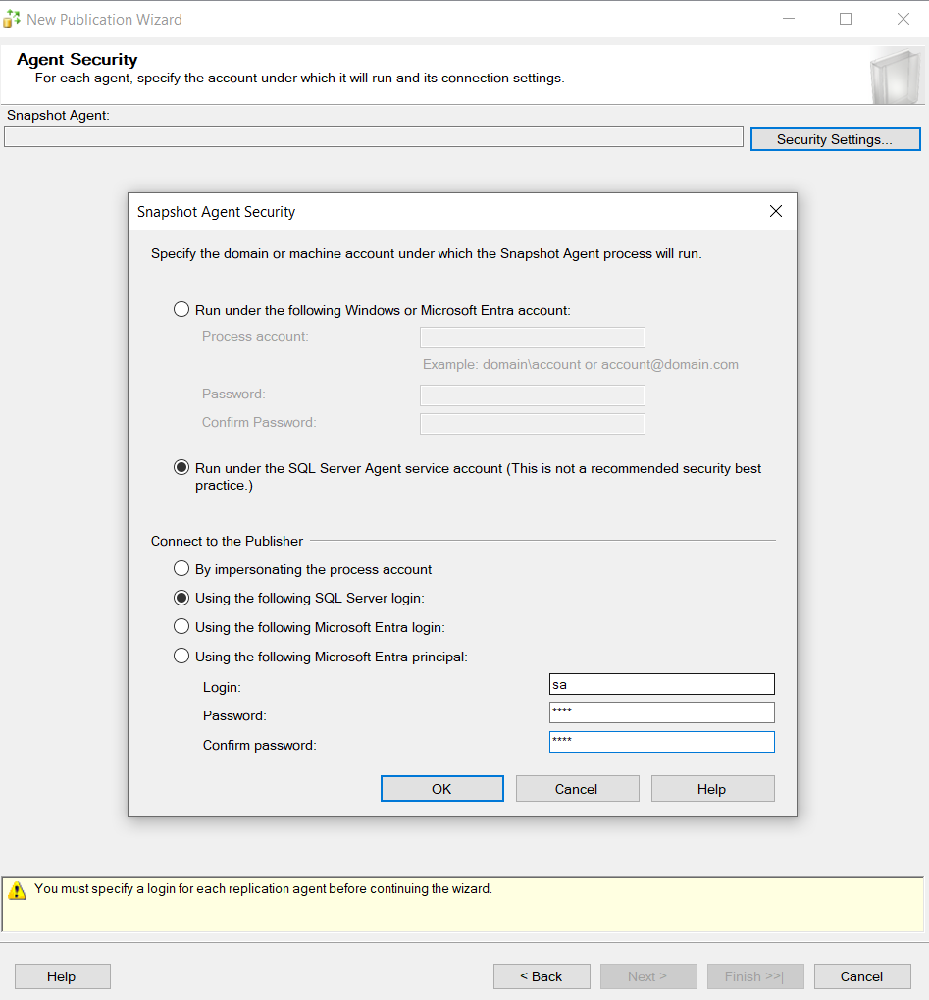 New Publication Wizard
Agent Security
For each agent, specify the account under which it will run and its connection settings.
Snapshot Agent:
Security Settings...
Snapshot Agent Security
Specify the domain or machine account under which the Snapshot Agent process will run.
Run under the following Windows or Microsoft Entra account:
Process account:
Example: domain\account or account@domain.com
Password:
Confirm Password:
Run under the SQL Server Agent service account (This is not a recommended security best
practice.)
Connect to the Publisher
By impersonating the process account
Using the following SQL Server login:
Using the following Microsoft Entra login:
Using the following Microsoft Entra principal:
Login: sa
Password: ****
Confirm password: ****
OK Cancel Help
You must specify a login for each replication agent before continuing the wizard.
Help < Back Next > Finish >>| Cancel